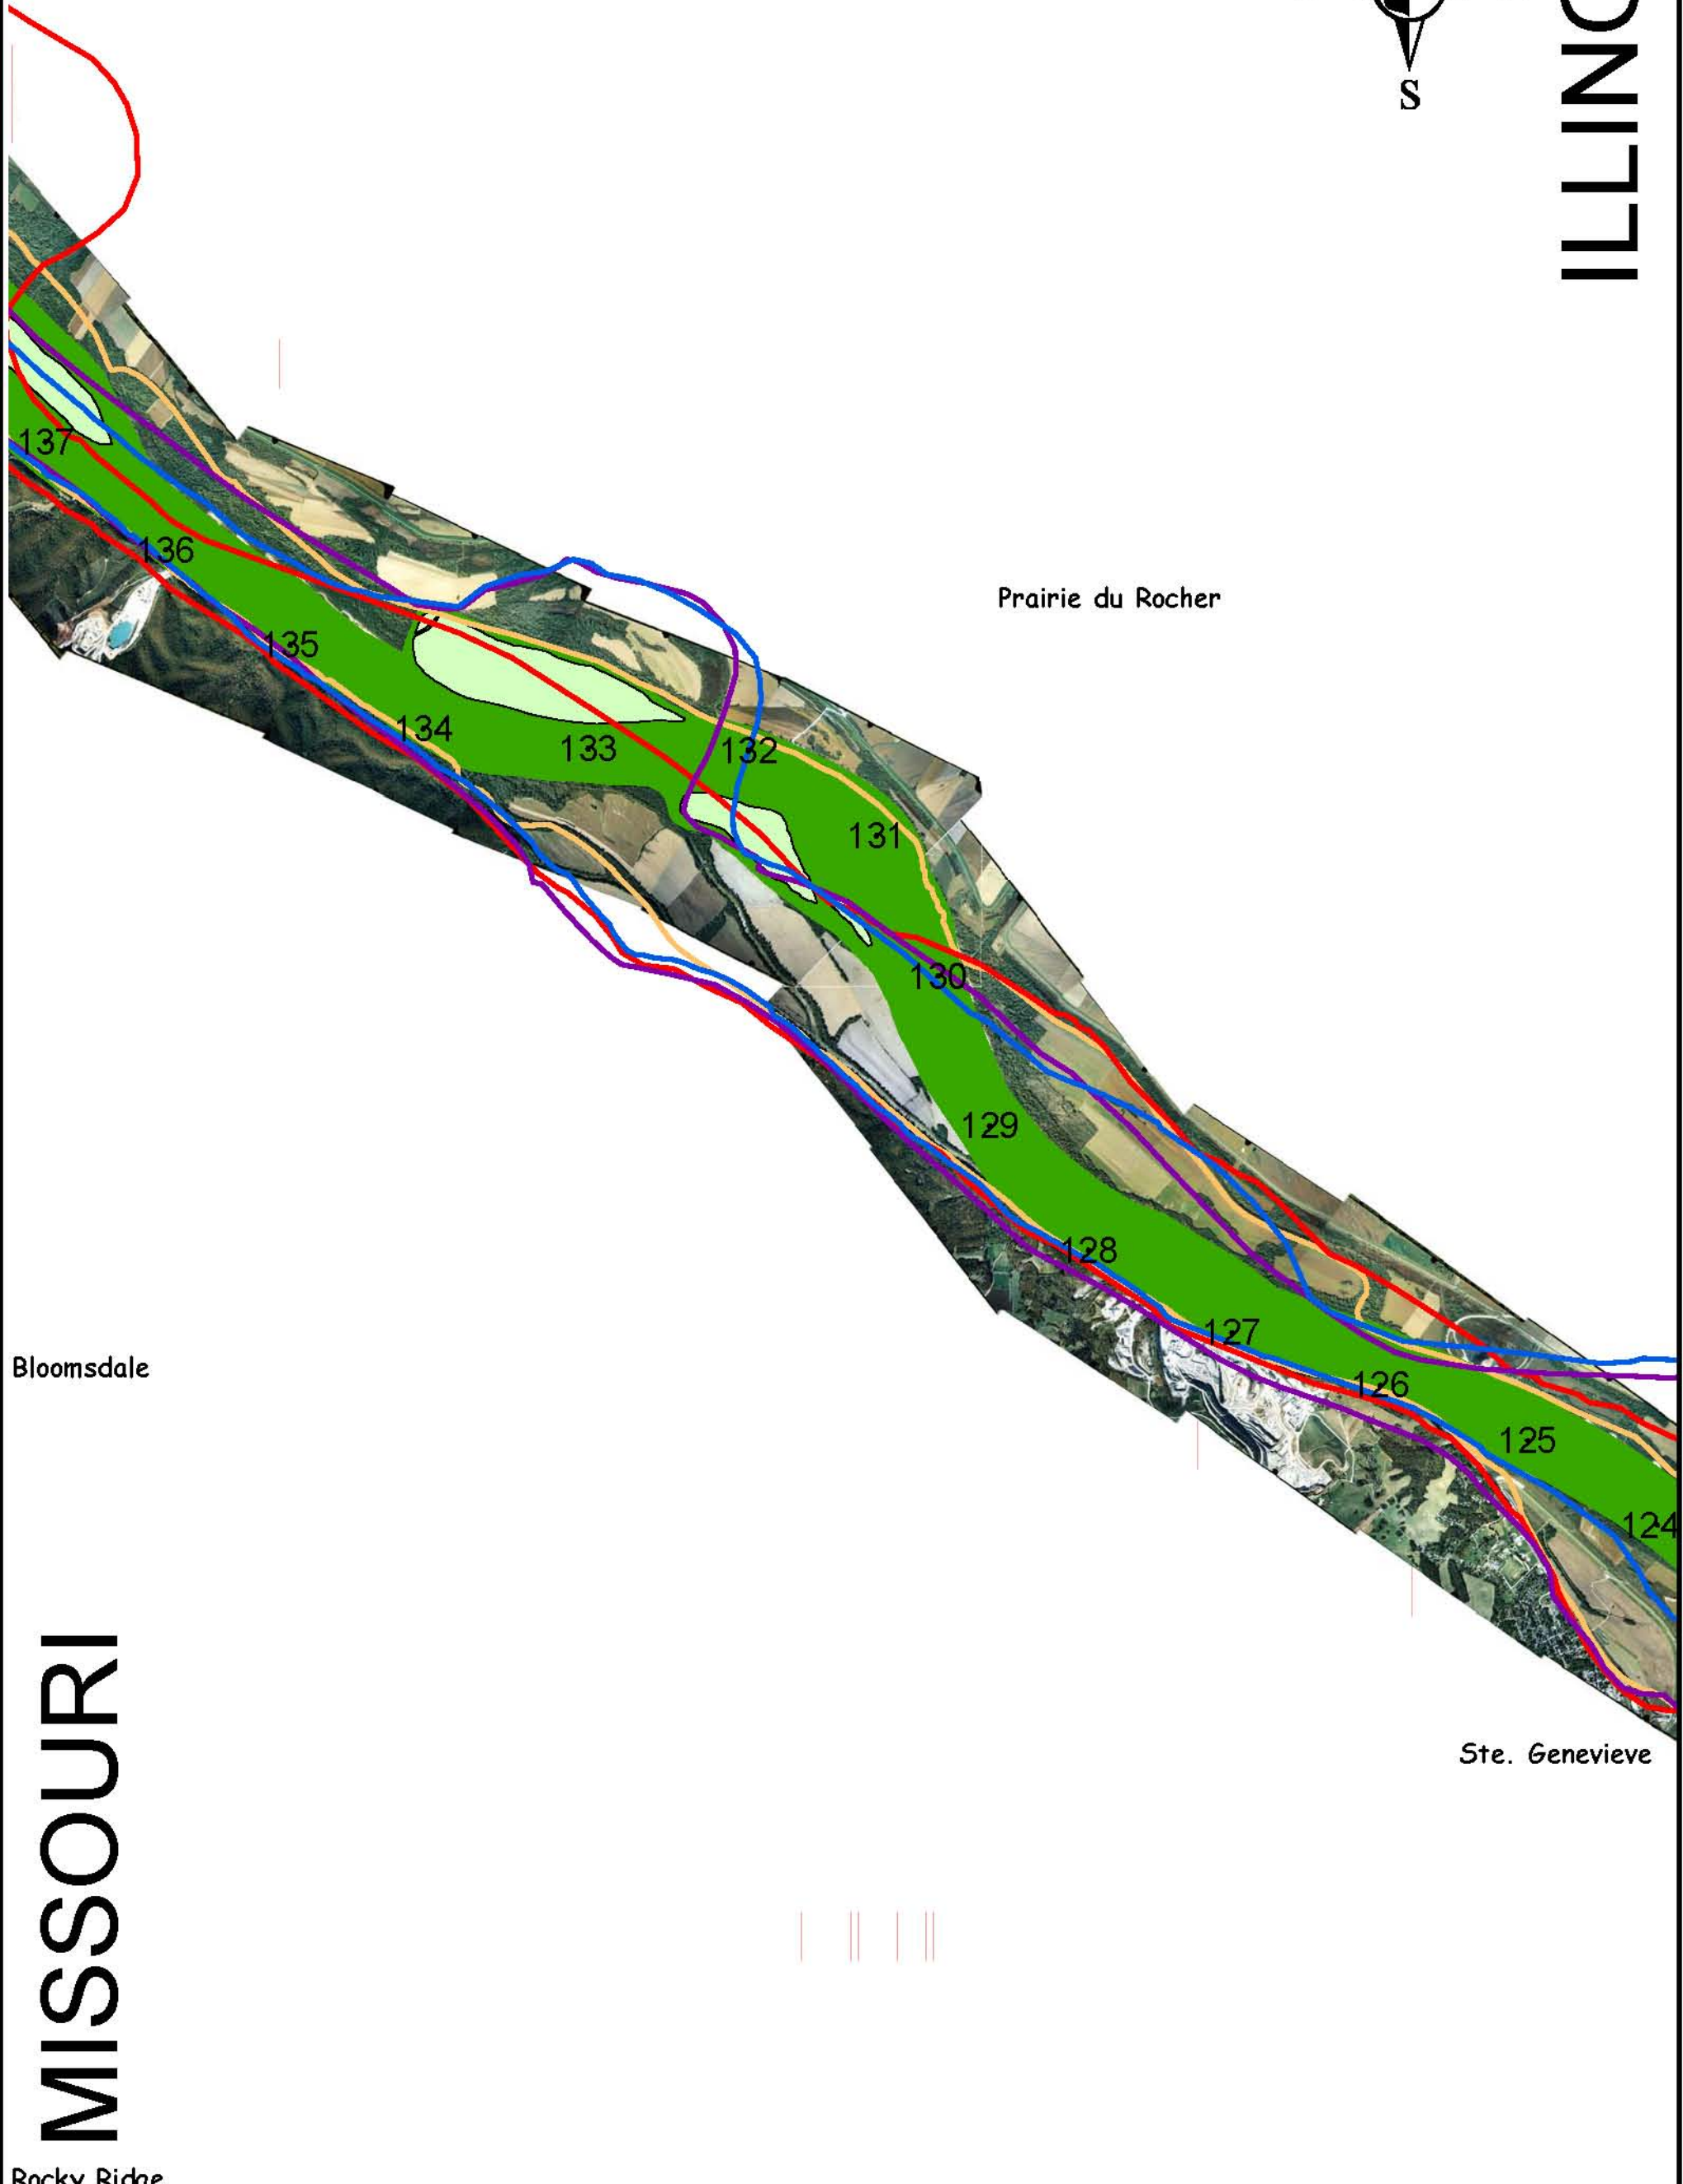 S
ILLINO
137
136
Prairie du Rocher
135
134
133
132
131
130
129
128
127
Bloomsdale
126
125
124
MISSOURI
Ste. Genevieve
Rocky Ridge